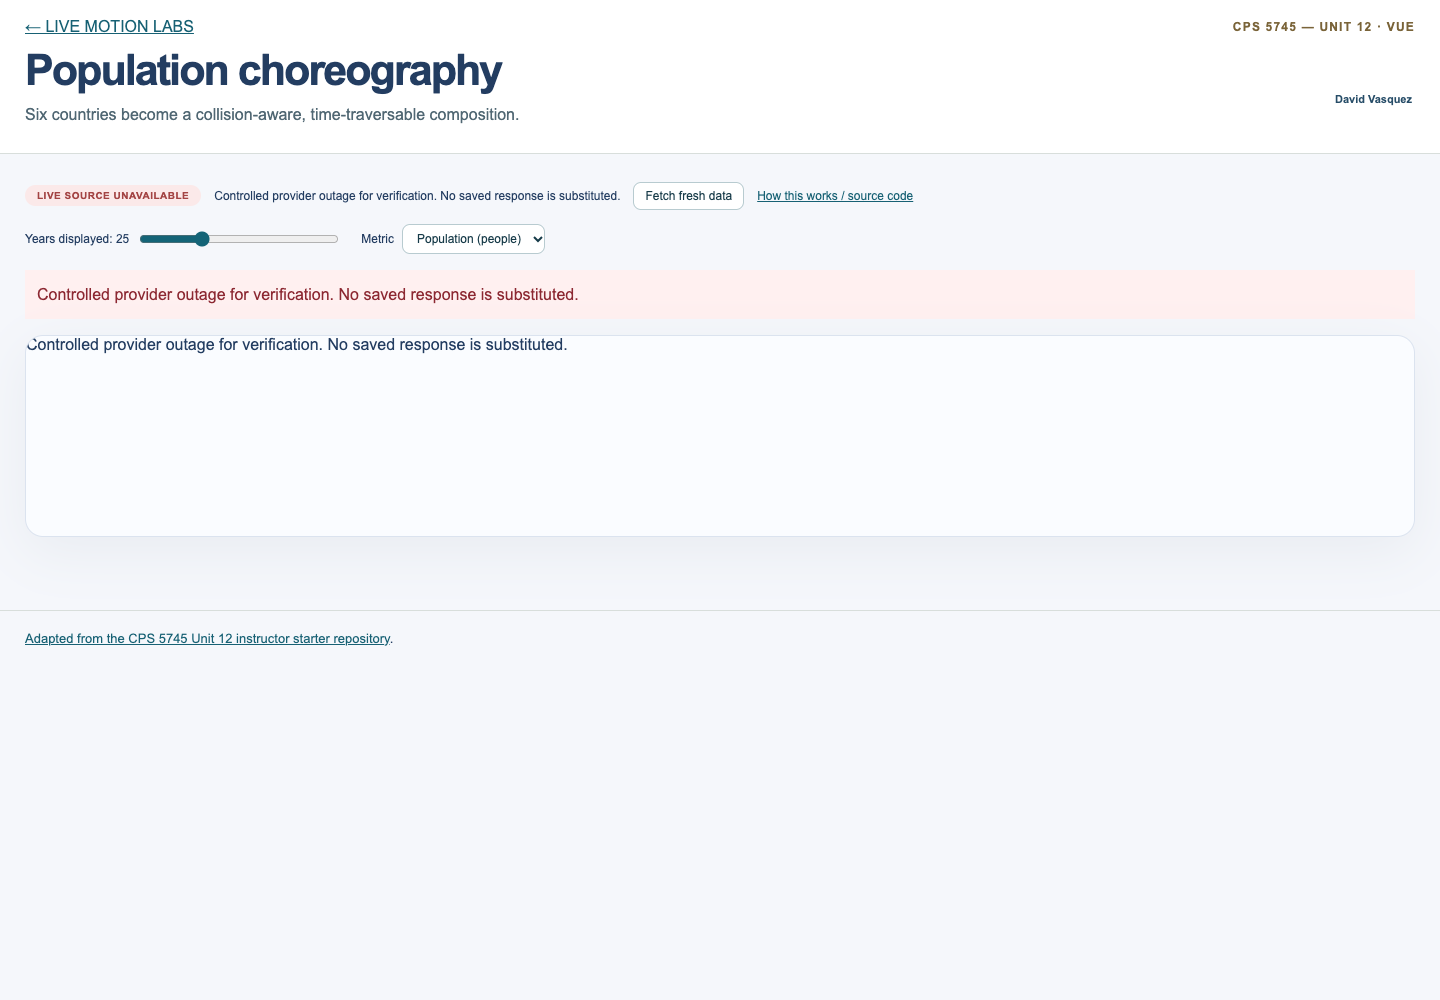 ← LIVE MOTION LABS
CPS 5745 — UNIT 12 · VUE
Population choreography
David Vasquez
Six countries become a collision-aware, time-traversable composition.
LIVE SOURCE UNAVAILABLE Controlled provider outage for verification. No saved response is substituted. Fetch fresh data How this works / source code
Years displayed: 25 Metric Population (people)
Controlled provider outage for verification. No saved response is substituted.
Controlled provider outage for verification. No saved response is substituted.
Adapted from the CPS 5745 Unit 12 instructor starter repository.